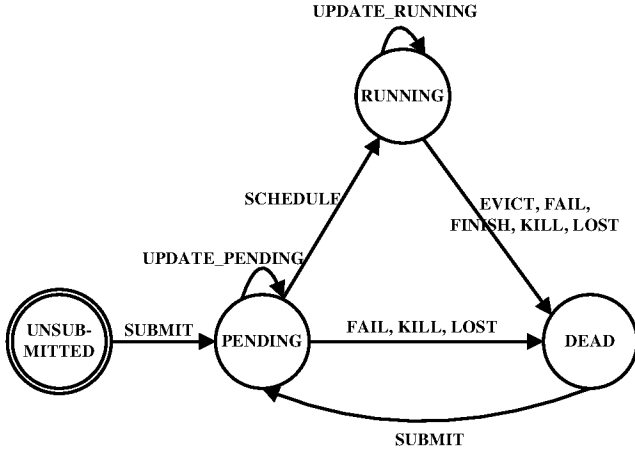 UPDATE_RUNNING
RUNNING
SCHEDULE
EVICT, FAIL,
FINISH, KILL, LOST
UPDATE_PENDING
UNSUB-
MITTED
SUBMIT
PENDING
FAIL, KILL, LOST
DEAD
SUBMIT